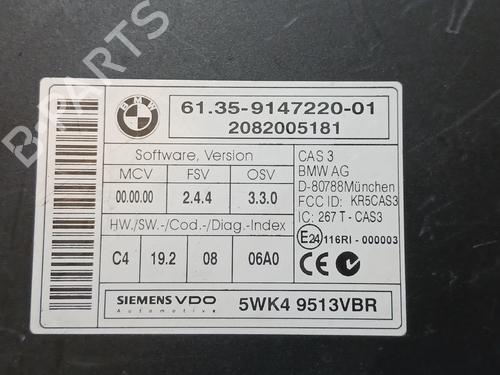 B-PARTS
BMW
61.35-9147220-01
2082005181
Software, Version
MCV FSV OSV
00.00.00 2.4.4 3.3.0
HW./SW.-/Cod.-/Diag.-Index
C4 19.2 08 06A0
CAS 3
BMW AG
D-80788München
FCC ID: KR5CAS3
IC: 267 T - CAS3
E24 116RI - 000003
CE
SIEMENS VDO
Automotive
5WK4 9513VBR